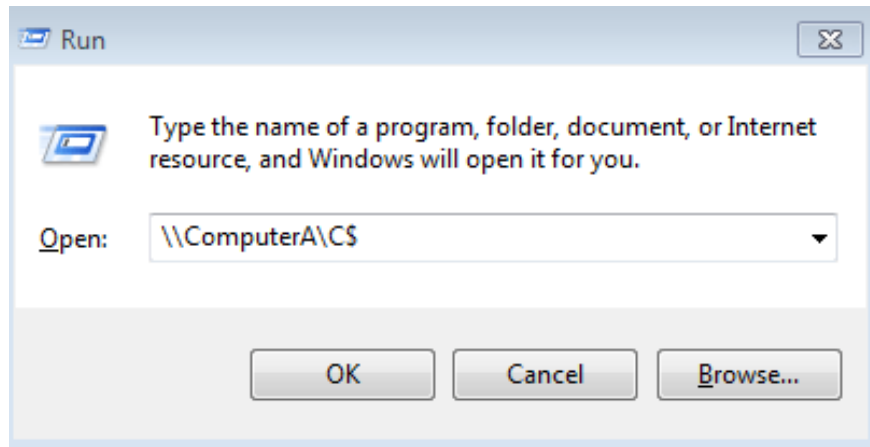 Run
Type the name of a program, folder, document, or Internet
resource, and Windows will open it for you.
Open: \\ComputerA\C$
OK Cancel Browse...